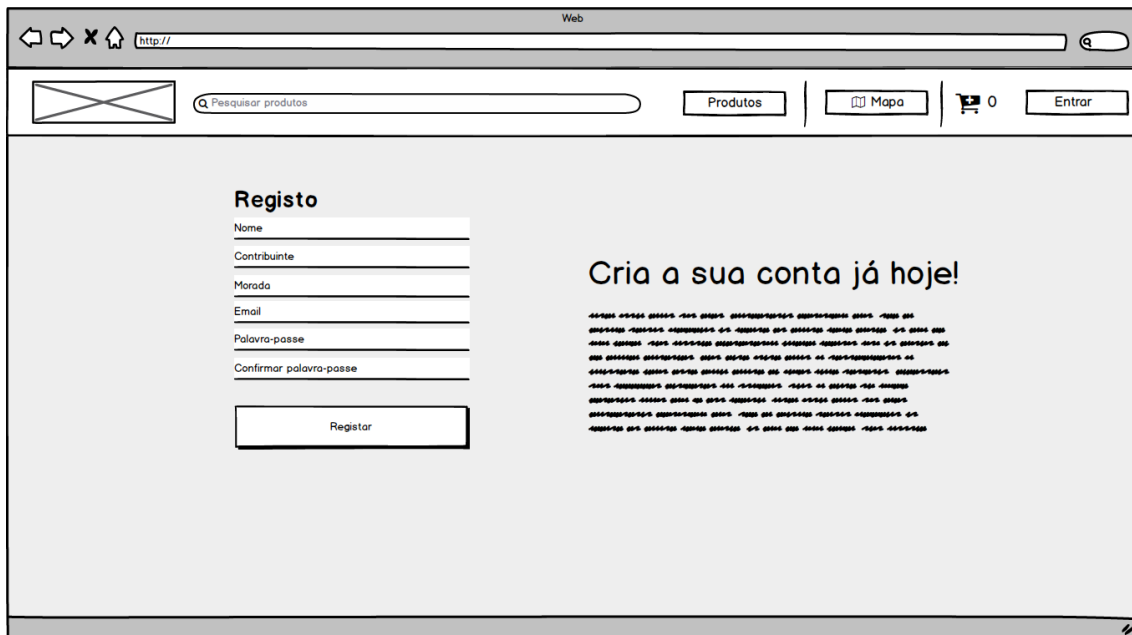 Web
http://
Pesquisar produtos
Produtos
Mapa
0
Entrar
Registo
Nome
Contribuinte
Morada
Email
Palavra-passe
Confirmar palavra-passe
Registar
Cria a sua conta já hoje!